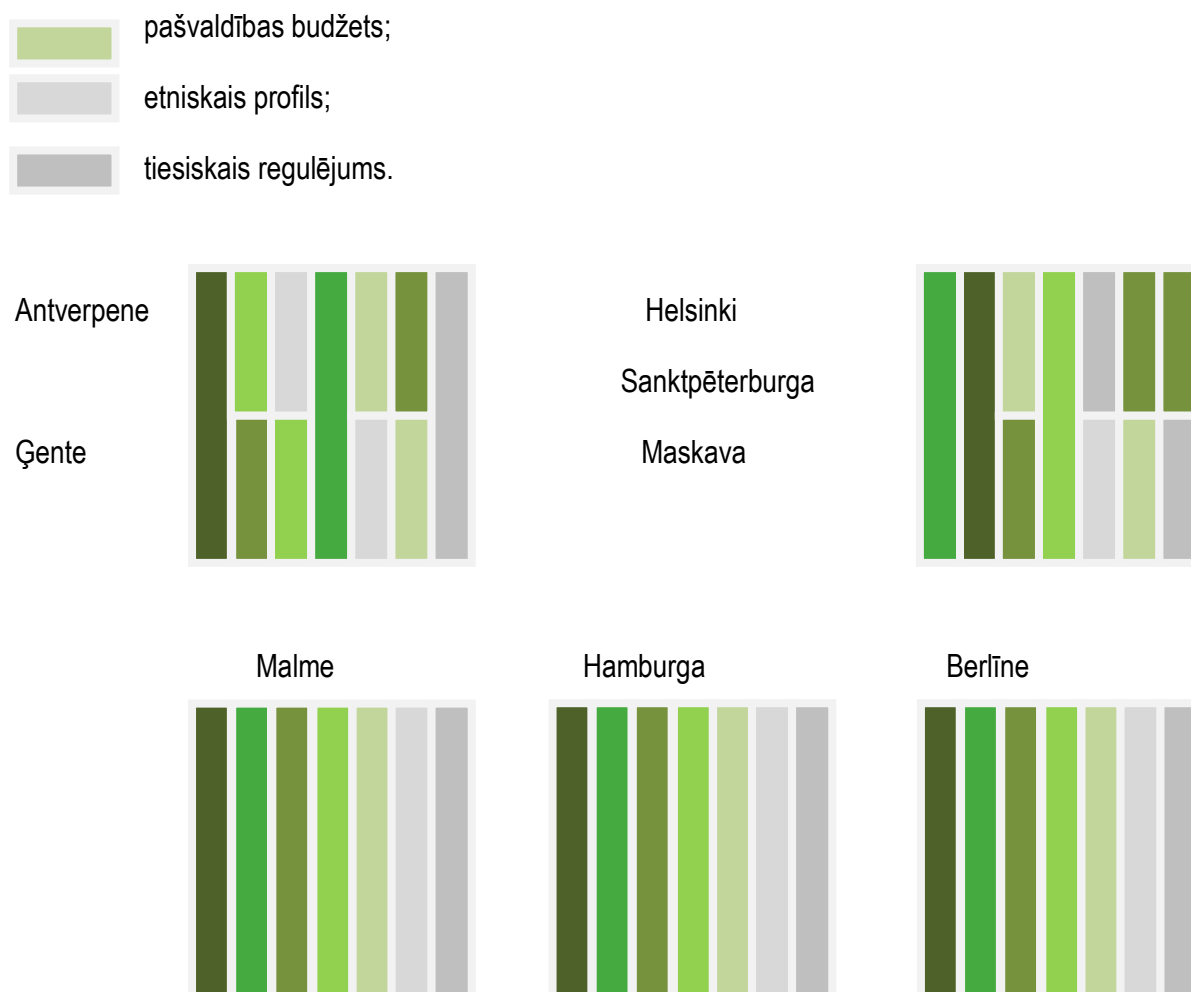 pašvaldības budžets;
etniskais profils;
tiesiskais regulējums.
Antverpene
Helsinki
Sanktpēterburga
Ģente
Maskava
Malme
Hamburga
Berlīne